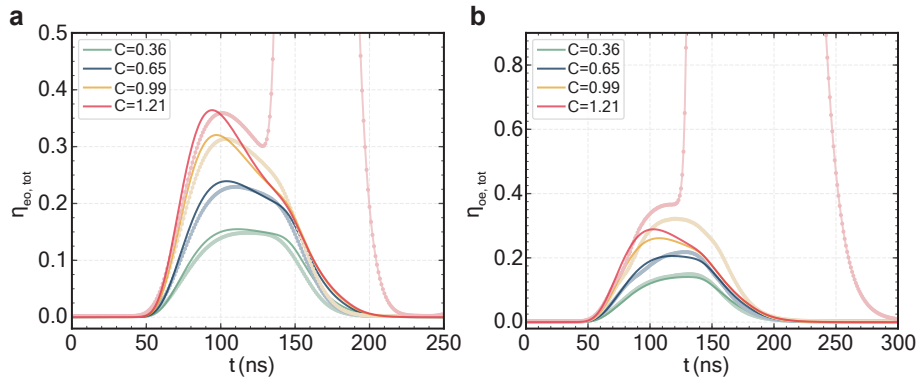 a
0.5
0.4
0.3
0.2
0.1
0.0
η_eo, tot
C=0.36
C=0.65
C=0.99
C=1.21
0 50 100 150 200 250
t (ns)
b
0.8
0.6
0.4
0.2
0.0
η_oe, tot
C=0.36
C=0.65
C=0.99
C=1.21
0 50 100 150 200 250 300
t (ns)